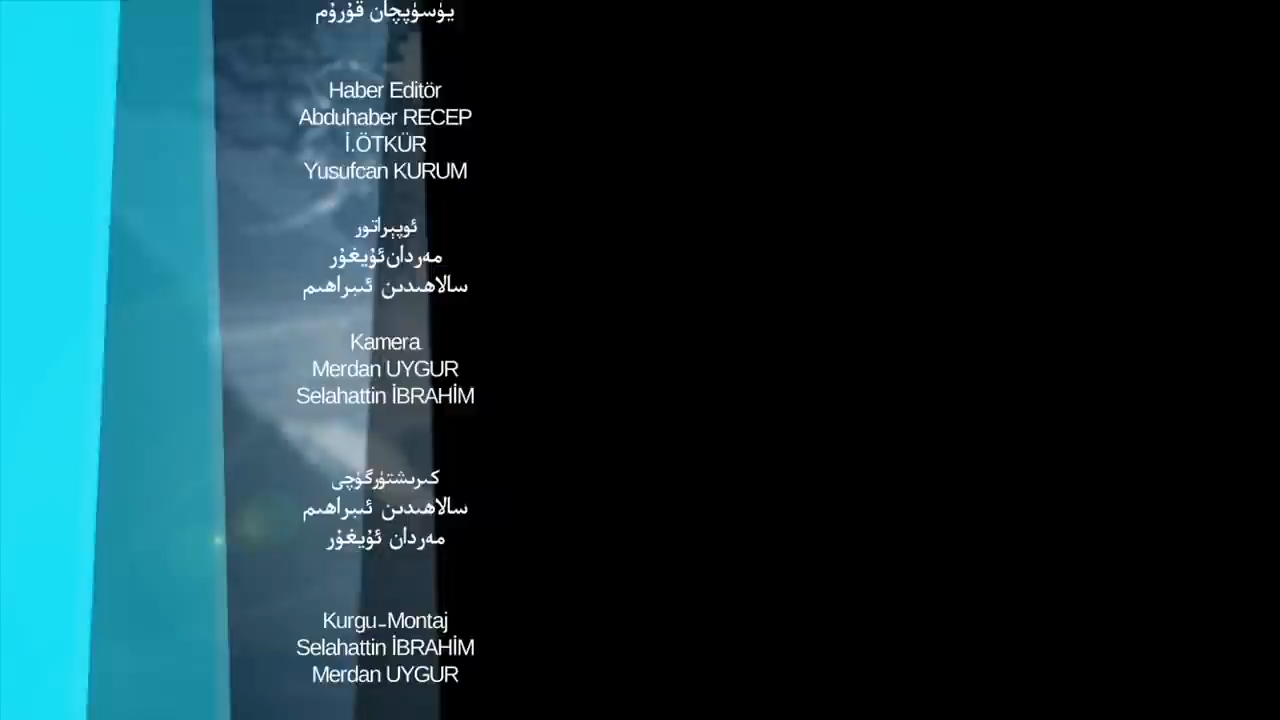 يۈسۈپچان قۇرۇم
Haber Editör
Abduhaber RECEP
İ.ÖTKÜR
Yusufcan KURUM
ئوپېراتور
مەردان ئۇيغۇر
سالاھىدىن ئىبراھىم
Kamera
Merdan UYGUR
Selahattin İBRAHİM
كىرىشتۈرگۈچى
سالاھىدىن ئىبراھىم
مەردان ئۇيغۇر
Kurgu-Montaj
Selahattin İBRAHİM
Merdan UYGUR